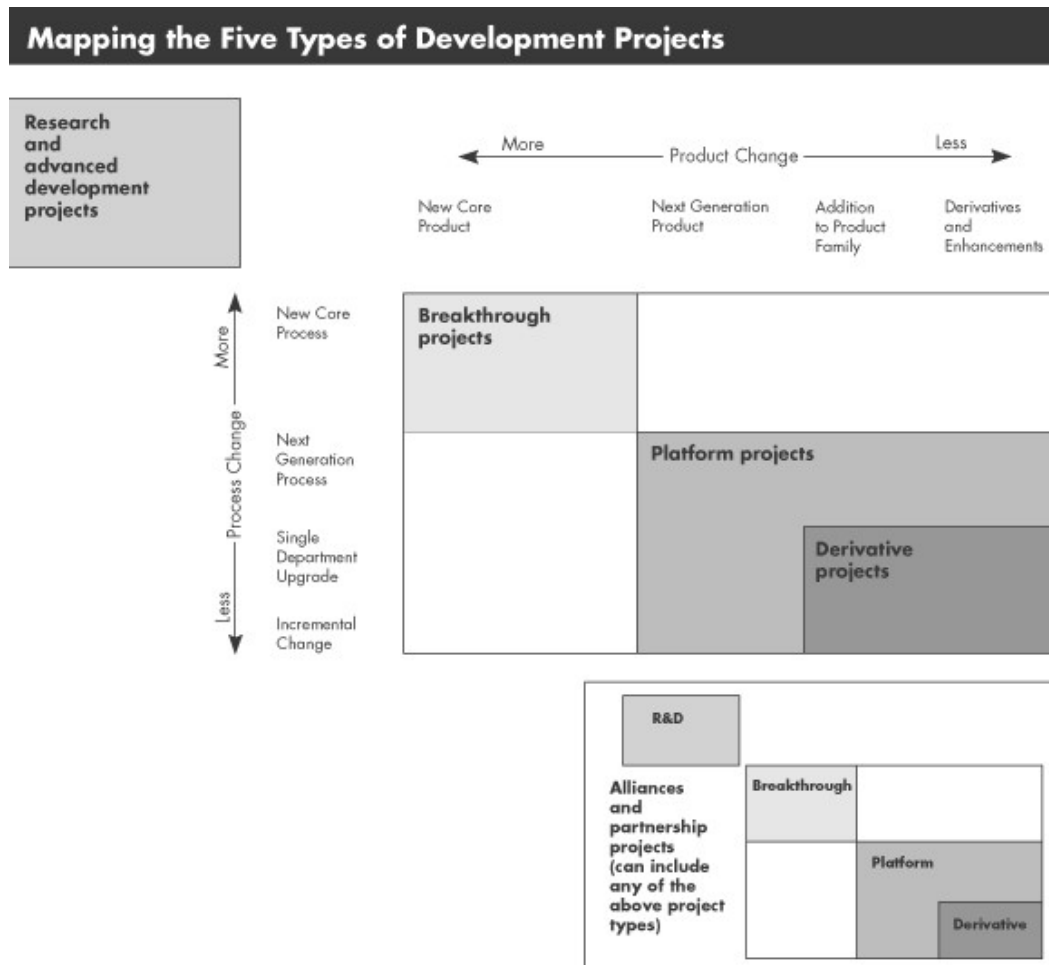 Mapping the Five Types of Development Projects
Research
and
advanced
development
projects
More
Product Change
Less
New Core
Product
Next Generation
Product
Addition
to Product
Family
Derivatives
and
Enhancements
More
Process Change
Less
New Core
Process
Next
Generation
Process
Single
Department
Upgrade
Incremental
Change
Breakthrough
projects
Platform projects
Derivative
projects
R&D
Alliances
and
partnership
projects
(can include
any of the
above project
types)
Breakthrough
Platform
Derivative